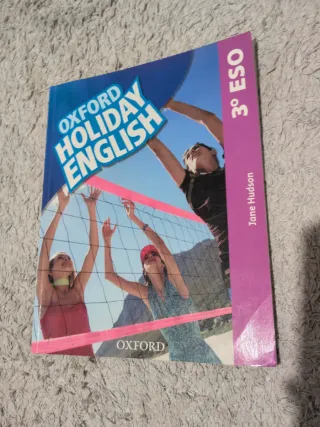 OXFORD
HOLIDAY
ENGLISH
3º ESO
Jane Hudson
OXFORD